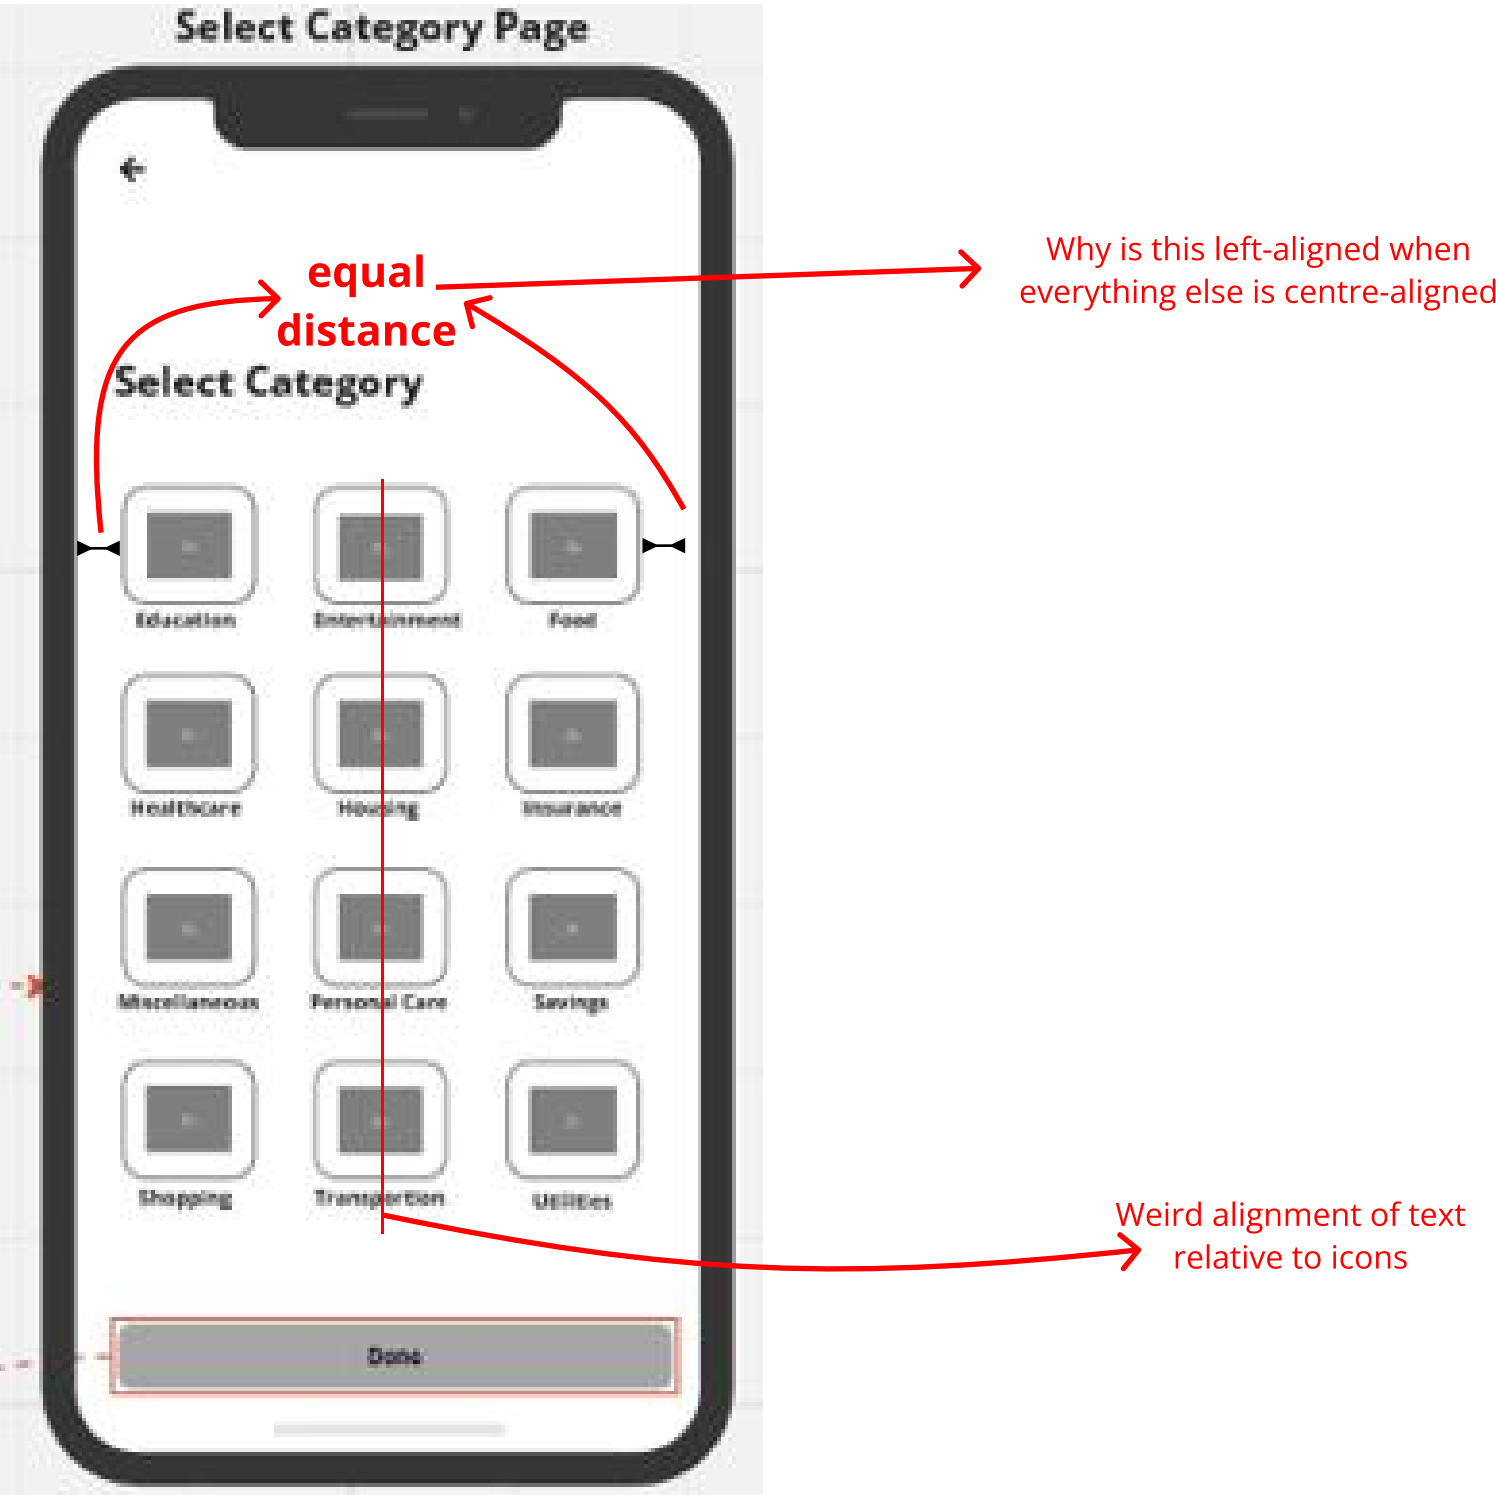 Select Category Page
equal
distance
Why is this left-aligned when
everything else is centre-aligned
Select Category
Education Entertainment Food
Healthcare Housing Insurance
Miscellaneous Personal Care Savings
Shopping Transportion Utilities
Weird alignment of text
relative to icons
Done